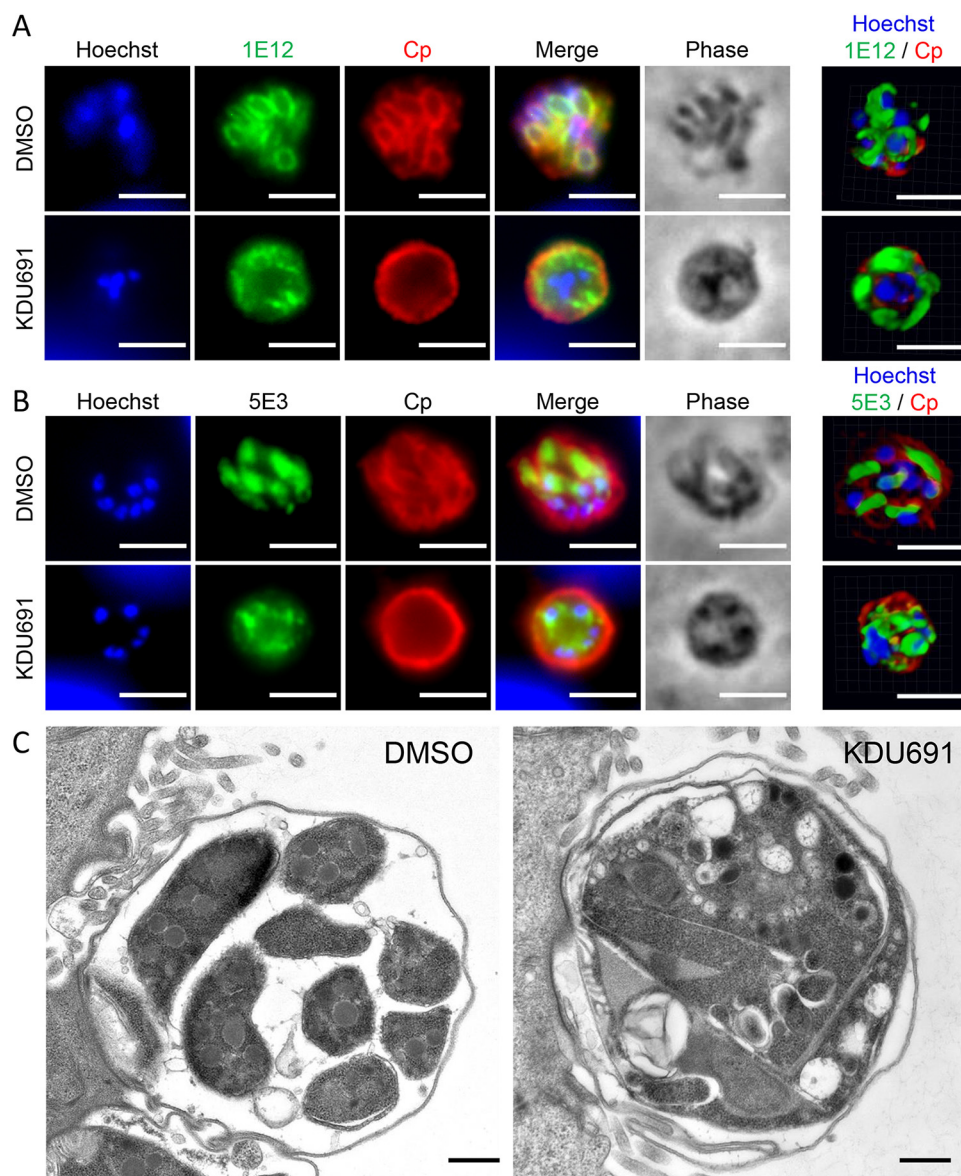 A
Hoechst
1E12
Cp
Merge
Phase
Hoechst
1E12 / Cp
DMSO
KDU691
B
Hoechst
5E3
Cp
Merge
Phase
Hoechst
5E3 / Cp
DMSO
KDU691
C
DMSO
KDU691